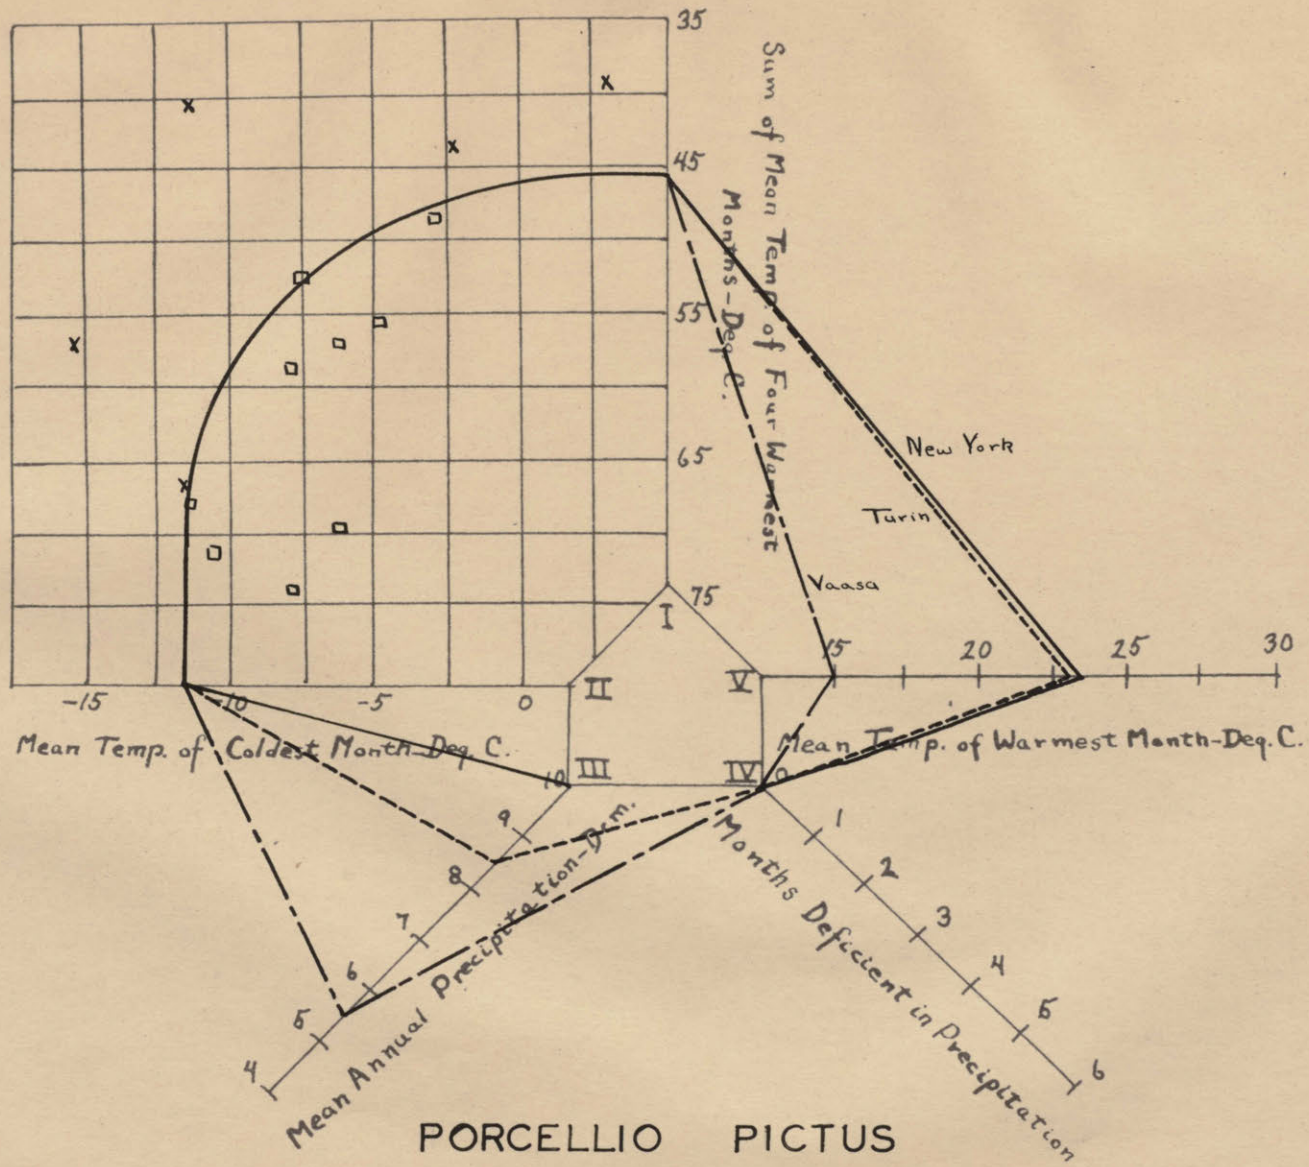 35
Sum of Mean Temp. of Four Warmest
Months-Deg. C.
x
x
x
45
55
x
New York
65
x
Turin
Vaasa
75
I
15
20
25
30
II
V
-15
-10
-5
0
Mean Temp. of Coldest Month-Deg. C.
Mean Temp. of Warmest Month-Deg. C.
III
IV
10
9
8
7
6
5
4
Mean Annual Precipitation-Dcm.
0
1
2
3
4
5
6
Months Deficient in Precipitation
PORCELLIO PICTUS